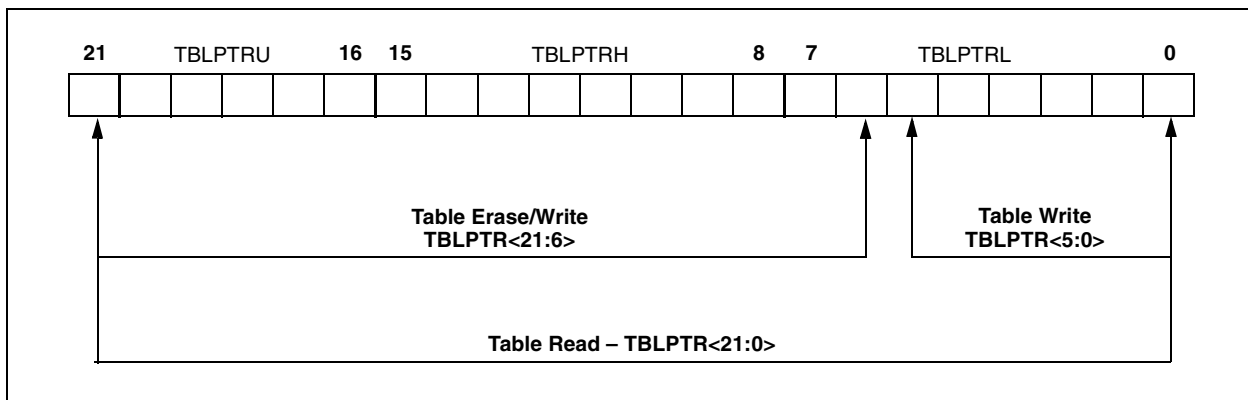 21 TBLPTRU 16 15 TBLPTRH 8 7 TBLPTRL 0
Table Erase/Write
TBLPTR<21:6>
Table Write
TBLPTR<5:0>
Table Read – TBLPTR<21:0>